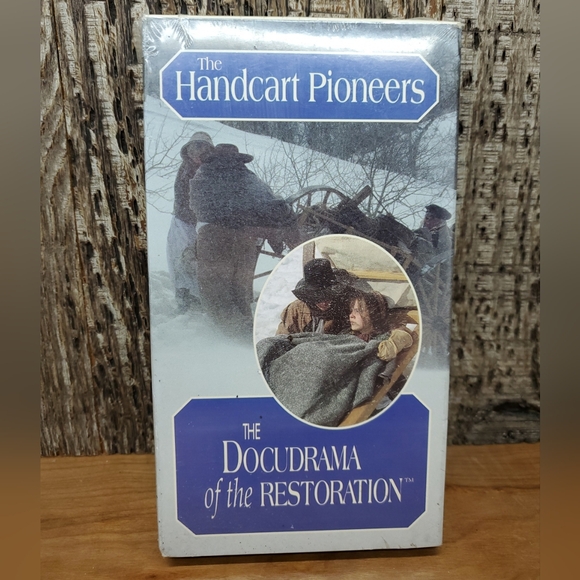 The
Handcart Pioneers
THE
DOCUDRAMA
of the RESTORATION™